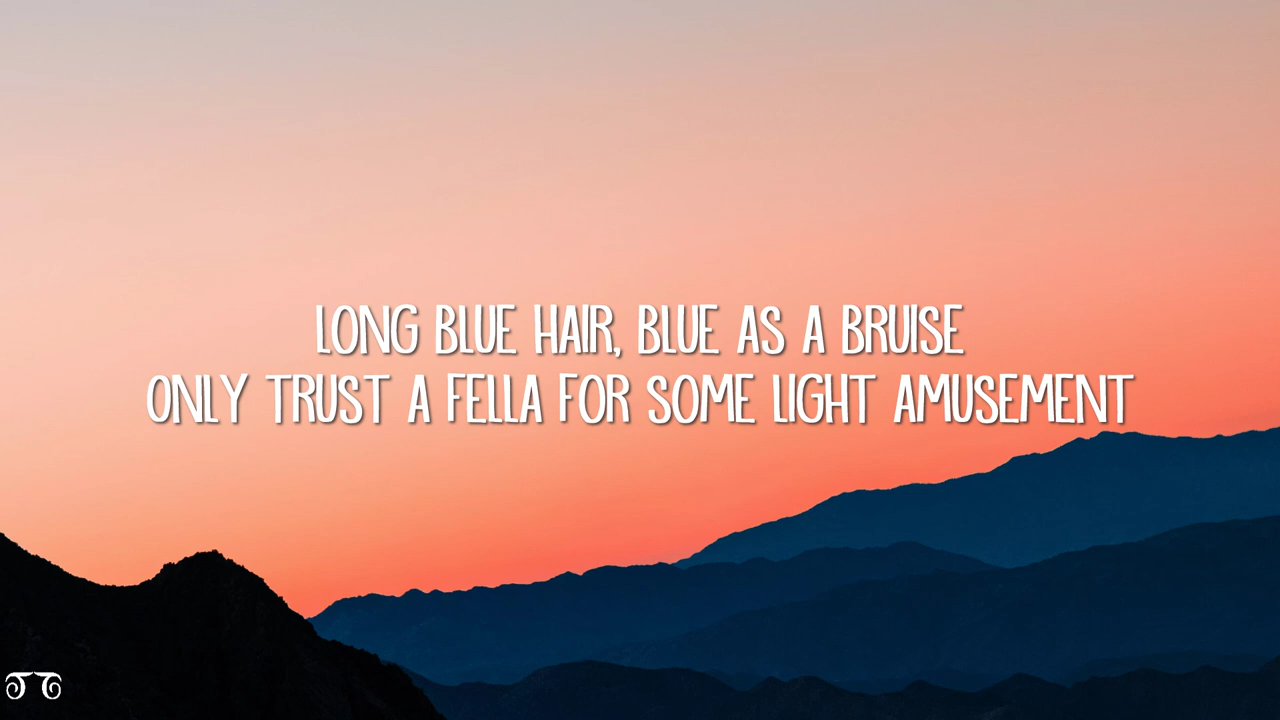 LONG BLUE HAIR, BLUE AS A BRUISE
ONLY TRUST A FELLA FOR SOME LIGHT AMUSEMENT